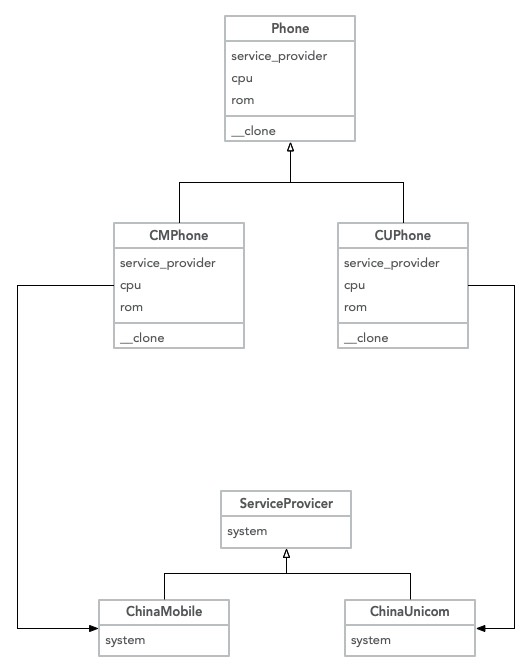 Phone
service_provider
cpu
rom
__clone
CMPhone
service_provider
cpu
rom
__clone
CUPhone
service_provider
cpu
rom
__clone
ServiceProvicer
system
ChinaMobile
system
ChinaUnicom
system